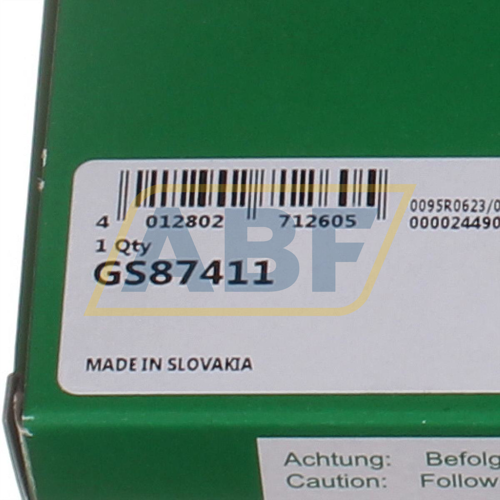 4 012802 712605
0095R0623/0
000024490
1 Qty
GS87411
ABF
MADE IN SLOVAKIA
Achtung: Befolg
Caution: Follow